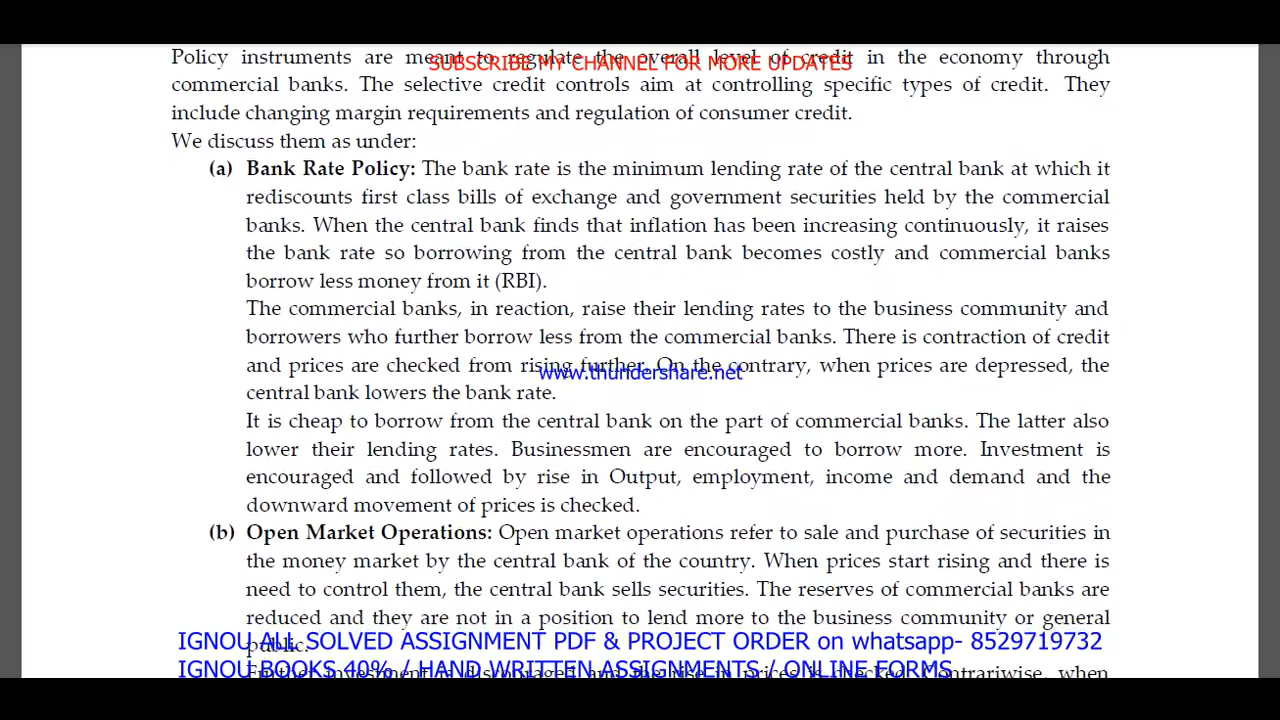 Policy instruments are meant to regulate the overall level of credit in the economy through
SUBSCRIBE MY CHANNEL FOR MORE UPDATES
commercial banks. The selective credit controls aim at controlling specific types of credit. They
include changing margin requirements and regulation of consumer credit.
We discuss them as under:
(a) Bank Rate Policy: The bank rate is the minimum lending rate of the central bank at which it
rediscounts first class bills of exchange and government securities held by the commercial
banks. When the central bank finds that inflation has been increasing continuously, it raises
the bank rate so borrowing from the central bank becomes costly and commercial banks
borrow less money from it (RBI).
The commercial banks, in reaction, raise their lending rates to the business community and
borrowers who further borrow less from the commercial banks. There is contraction of credit
and prices are checked from rising further. On the contrary, when prices are depressed, the
www.thundershare.net
central bank lowers the bank rate.
It is cheap to borrow from the central bank on the part of commercial banks. The latter also
lower their lending rates. Businessmen are encouraged to borrow more. Investment is
encouraged and followed by rise in Output, employment, income and demand and the
downward movement of prices is checked.
(b) Open Market Operations: Open market operations refer to sale and purchase of securities in
the money market by the central bank of the country. When prices start rising and there is
need to control them, the central bank sells securities. The reserves of commercial banks are
reduced and they are not in a position to lend more to the business community or general
public.
IGNOU ALL SOLVED ASSIGNMENT PDF & PROJECT ORDER on whatsapp- 8529719732
Further investment is discouraged and the rise in prices is checked. Contrariwise, when
IGNOU BOOKS 40% / HAND WRITTEN ASSIGNMENTS / ONLINE FORMS